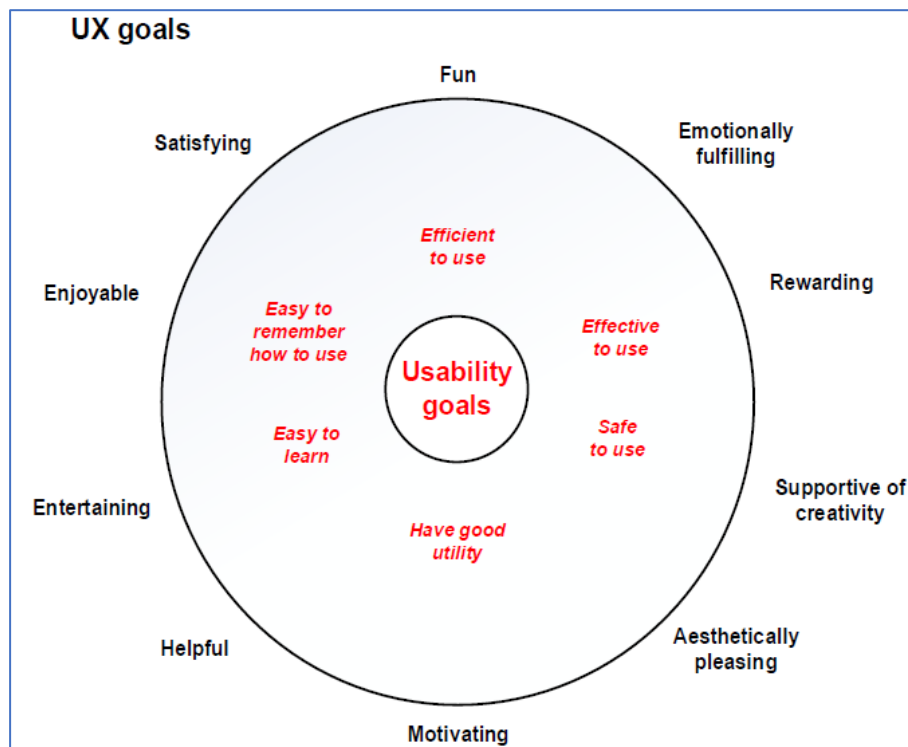 UX goals
Fun
Satisfying
Emotionally
fulfilling
Efficient
to use
Enjoyable
Rewarding
Easy to
remember
how to use
Effective
to use
Usability
goals
Easy to
learn
Safe
to use
Entertaining
Supportive of
creativity
Have good
utility
Helpful
Aesthetically
pleasing
Motivating